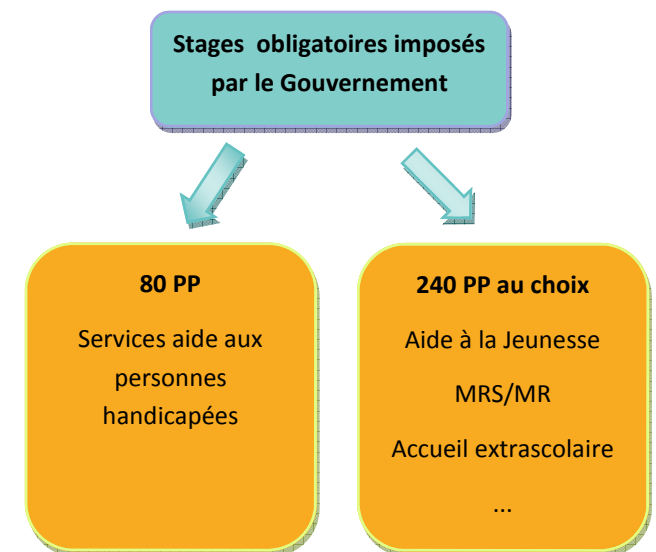 Stages obligatoires imposés
par le Gouvernement
80 PP
Services aide aux
personnes
handicapées
240 PP au choix
Aide à la Jeunesse
MRS/MR
Accueil extrascolaire
...